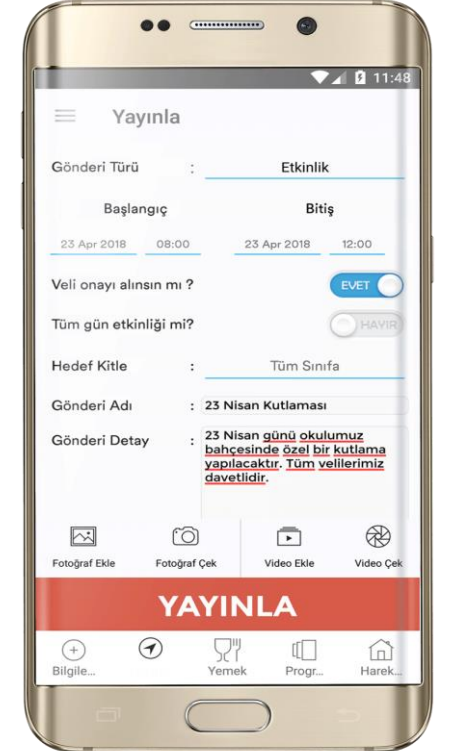 11:48
Yayınla
Gönderi Türü : Etkinlik
Başlangıç Bitiş
23 Apr 2018 08:00 23 Apr 2018 12:00
Veli onayı alınsın mı ? EVET
Tüm gün etkinliği mi? HAYIR
Hedef Kitle : Tüm Sınıfa
Gönderi Adı : 23 Nisan Kutlaması
Gönderi Detay : 23 Nisan günü okulumuz
bahçesinde özel bir kutlama
yapılacaktır. Tüm velilerimiz
davetlidir.
Fotoğraf Ekle Fotoğraf Çek Video Ekle Video Çek
YAYINLA
Bilgile... Yemek Progr... Harek...